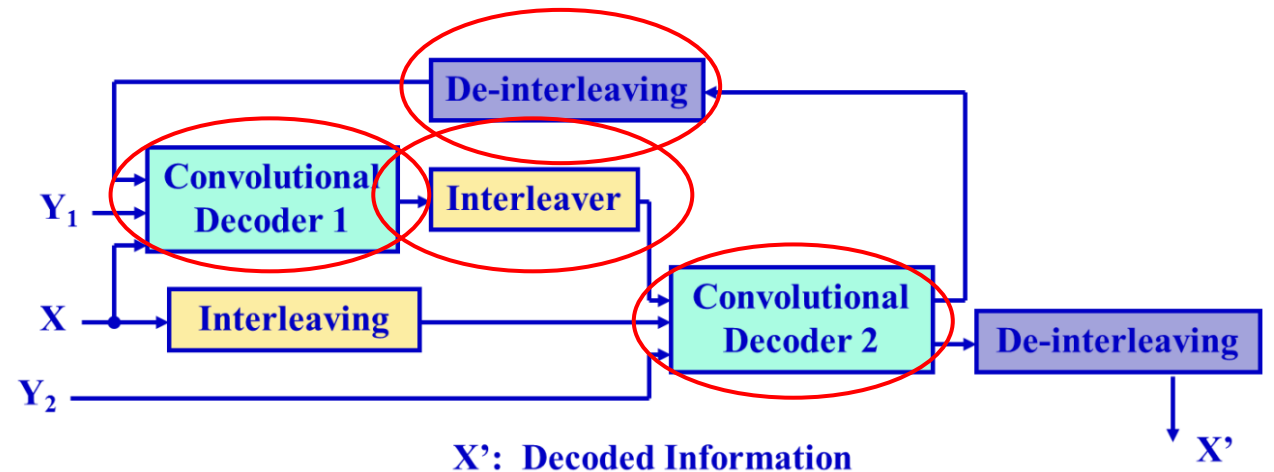 De-interleaving
Convolutional
Decoder 1
Interleaver
Y₁
X
Interleaving
Convolutional
Decoder 2
De-interleaving
Y₂
X’
X’: Decoded Information